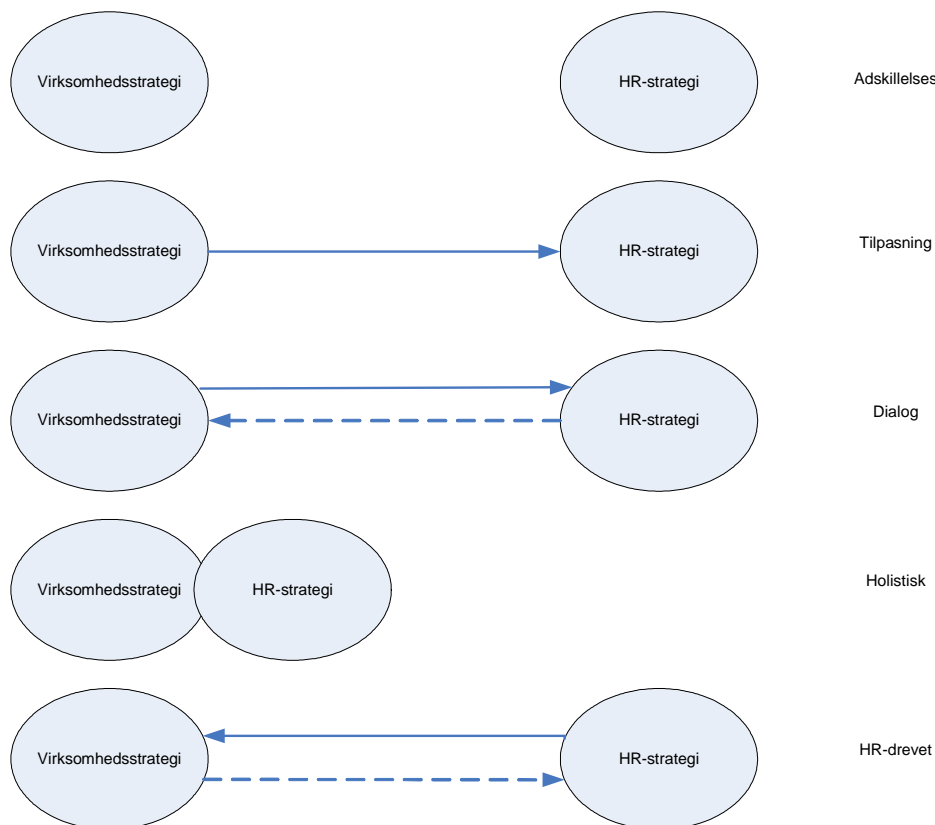 Virksomhedsstrategi HR-strategi Adskillelses
Virksomhedsstrategi HR-strategi Tilpasning
Virksomhedsstrategi HR-strategi Dialog
Virksomhedsstrategi HR-strategi Holistisk
Virksomhedsstrategi HR-strategi HR-drevet